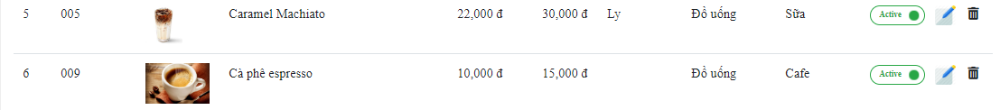 5 005 Caramel Machiato 22,000 đ 30,000 đ Ly Đồ uống Sữa Active
6 009 Cà phê espresso 10,000 đ 15,000 đ Đồ uống Cafe Active